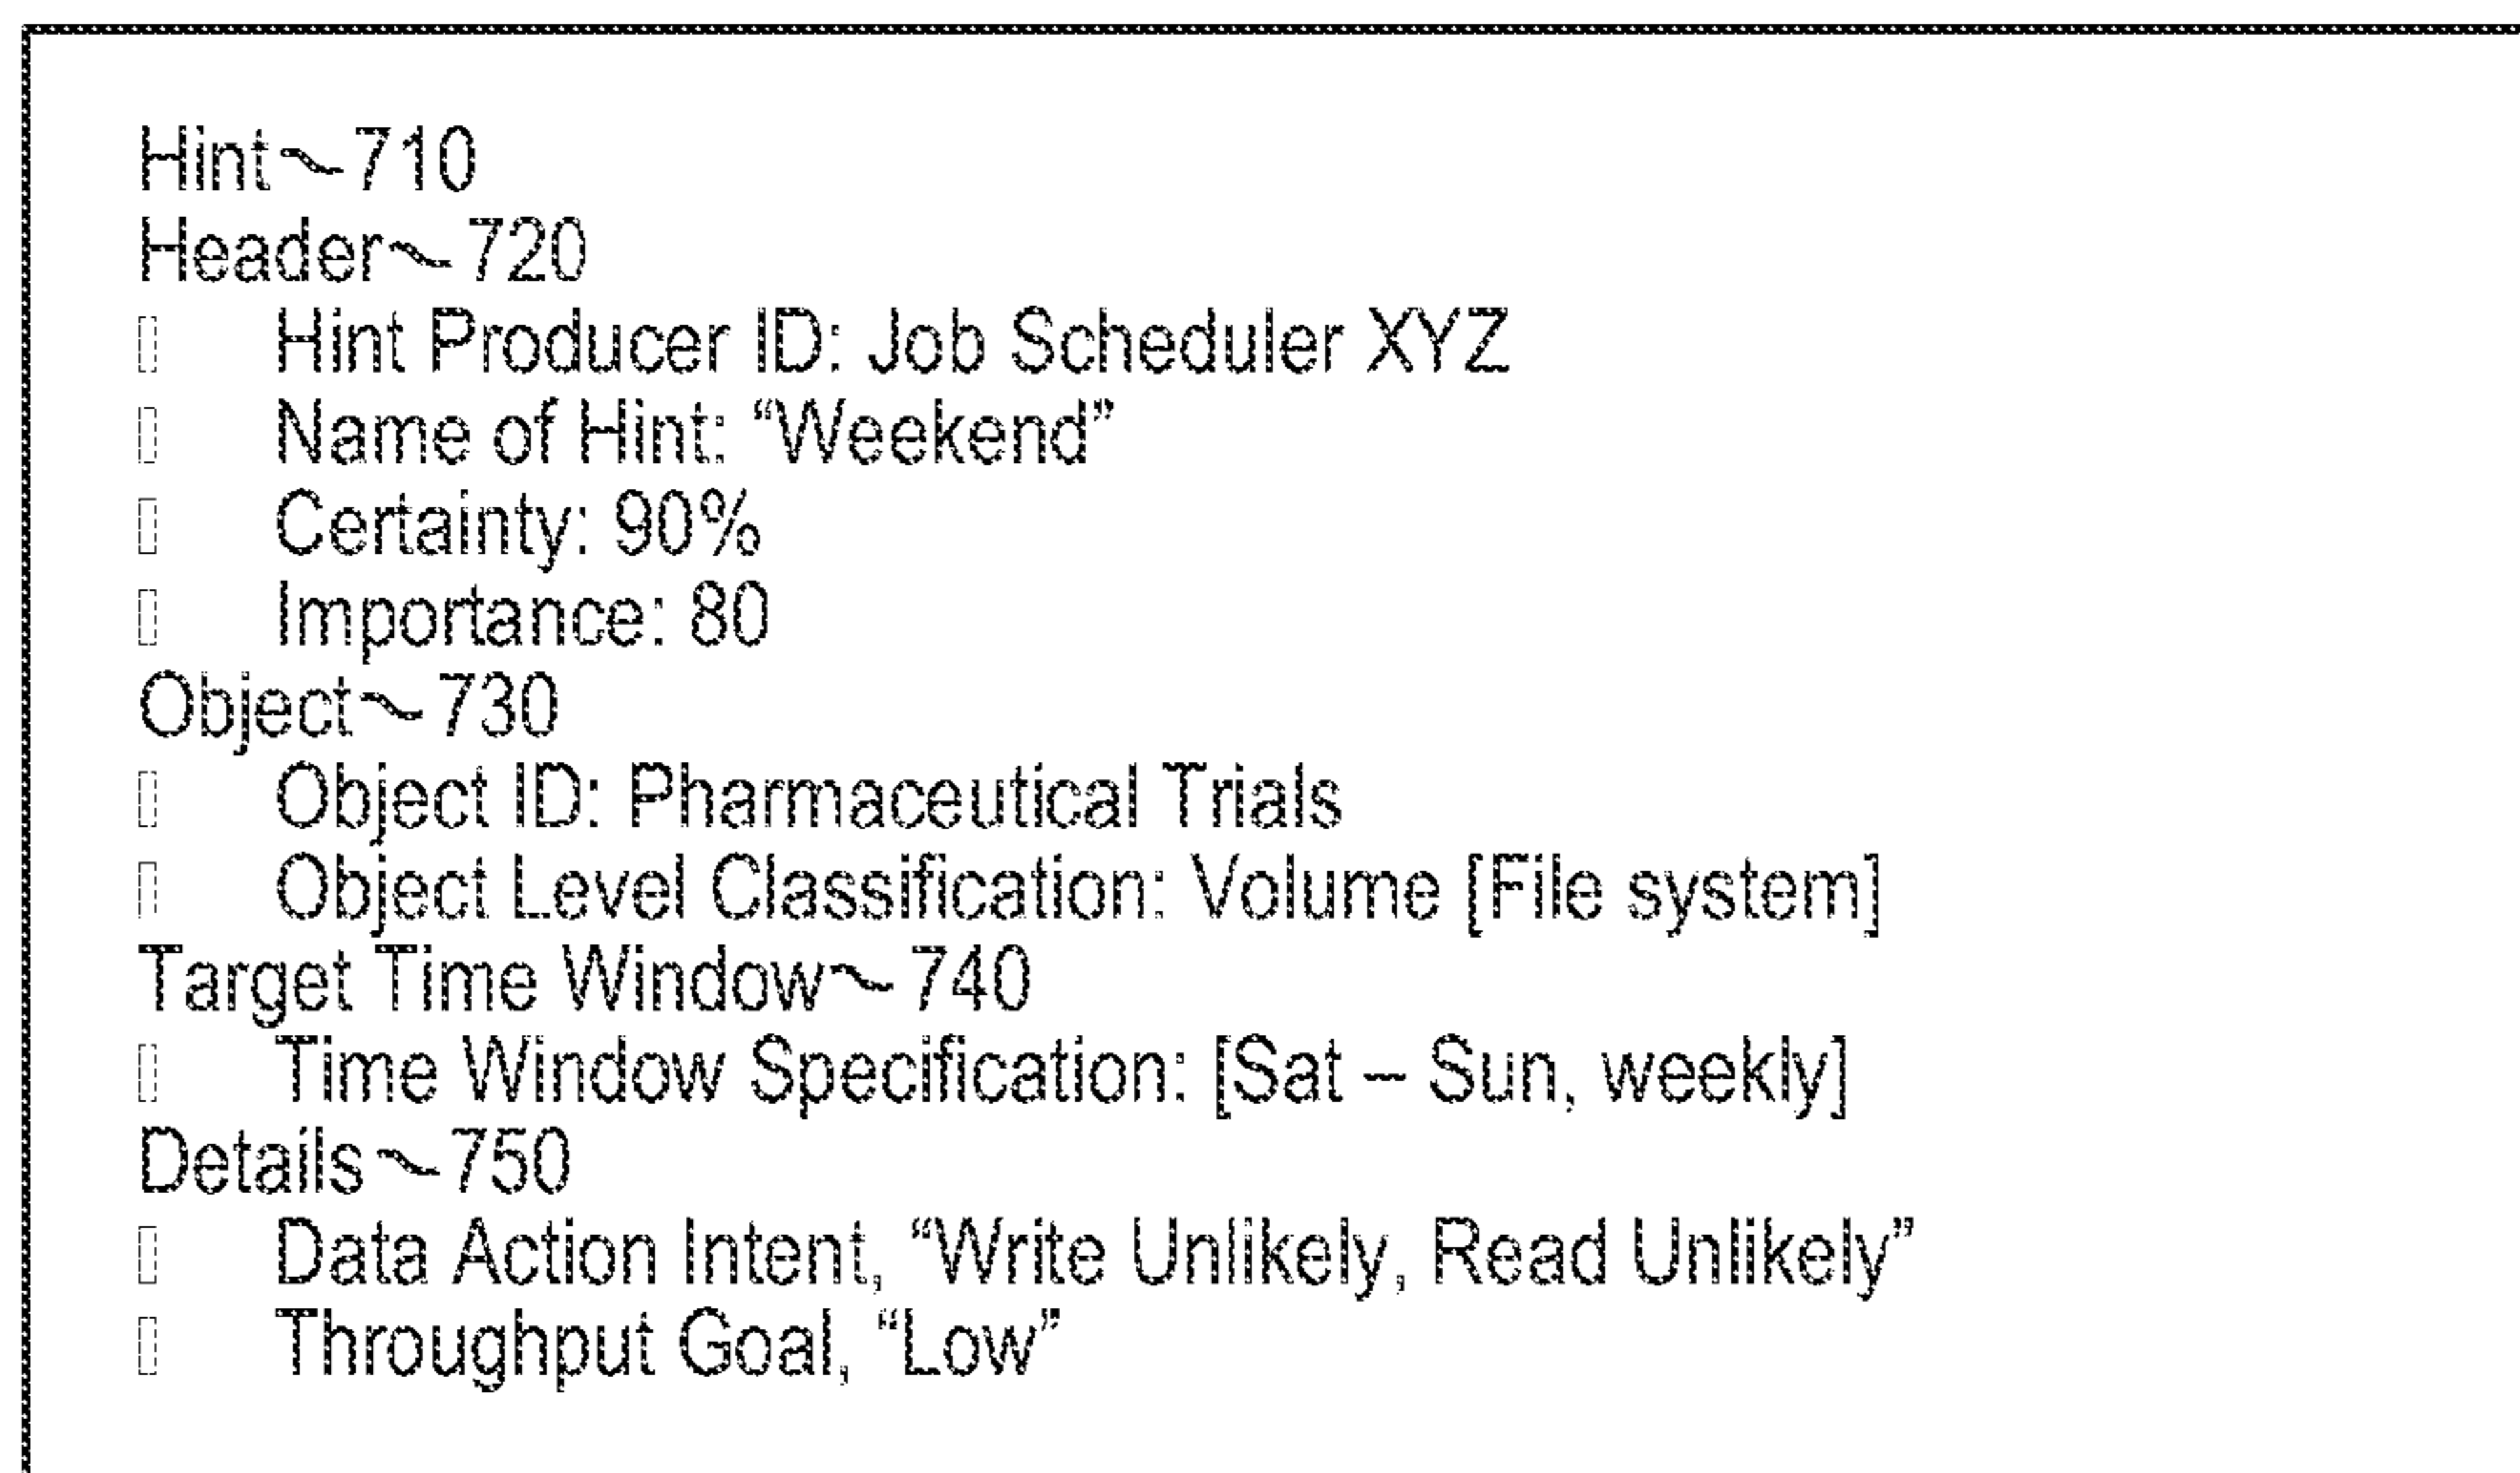 Hint~710
Header~720
Hint Producer ID: Job Scheduler XYZ
Name of Hint: “Weekend”
Certainty: 90%
Importance: 80
Object~730
Object ID: Pharmaceutical Trials
Object Level Classification: Volume [File system]
Target Time Window~740
Time Window Specification: [Sat – Sun, weekly]
Details~750
Data Action Intent, “Write Unlikely, Read Unlikely”
Throughput Goal, “Low”